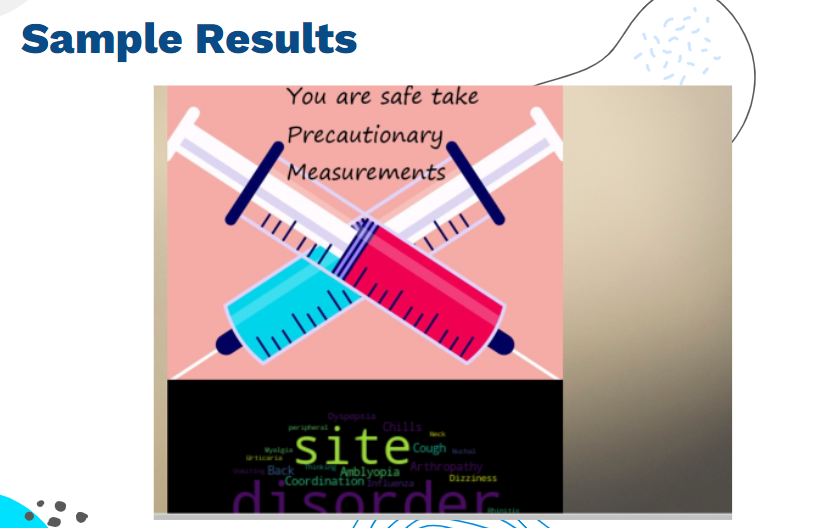 Sample Results
You are safe take
Precautionary
Measurements
Dyspepsia
peripheral
Chills
Neck
site
Myalgia
Cough
Nuchal
Urticaria
Vomiting
Back
Thinking
Amblyopia
Arthropathy
Coordination
Influenza
Dizziness
disorder
Rhinitis